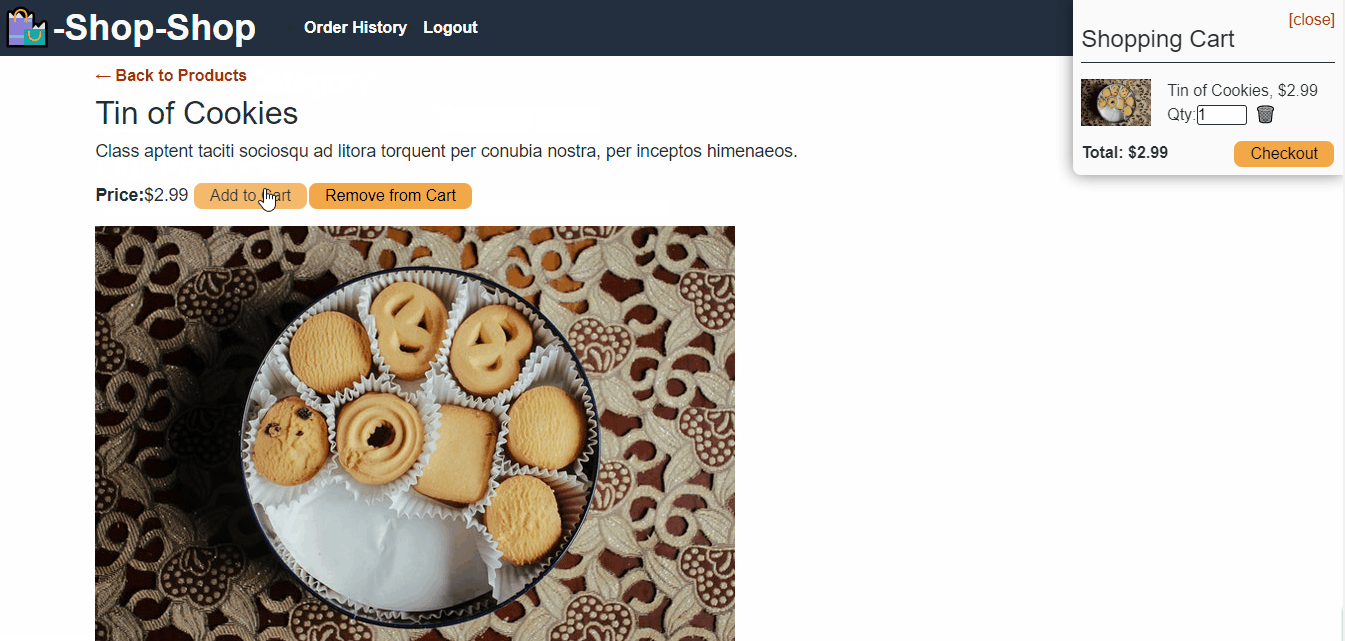 -Shop-Shop
Order History
Logout
← Back to Products
Tin of Cookies
Class aptent taciti sociosqu ad litora torquent per conubia nostra, per inceptos himenaeos.
Price:$2.99
Add to Cart
Remove from Cart
[close]
Shopping Cart
Tin of Cookies, $2.99
Qty:1
Total: $2.99
Checkout